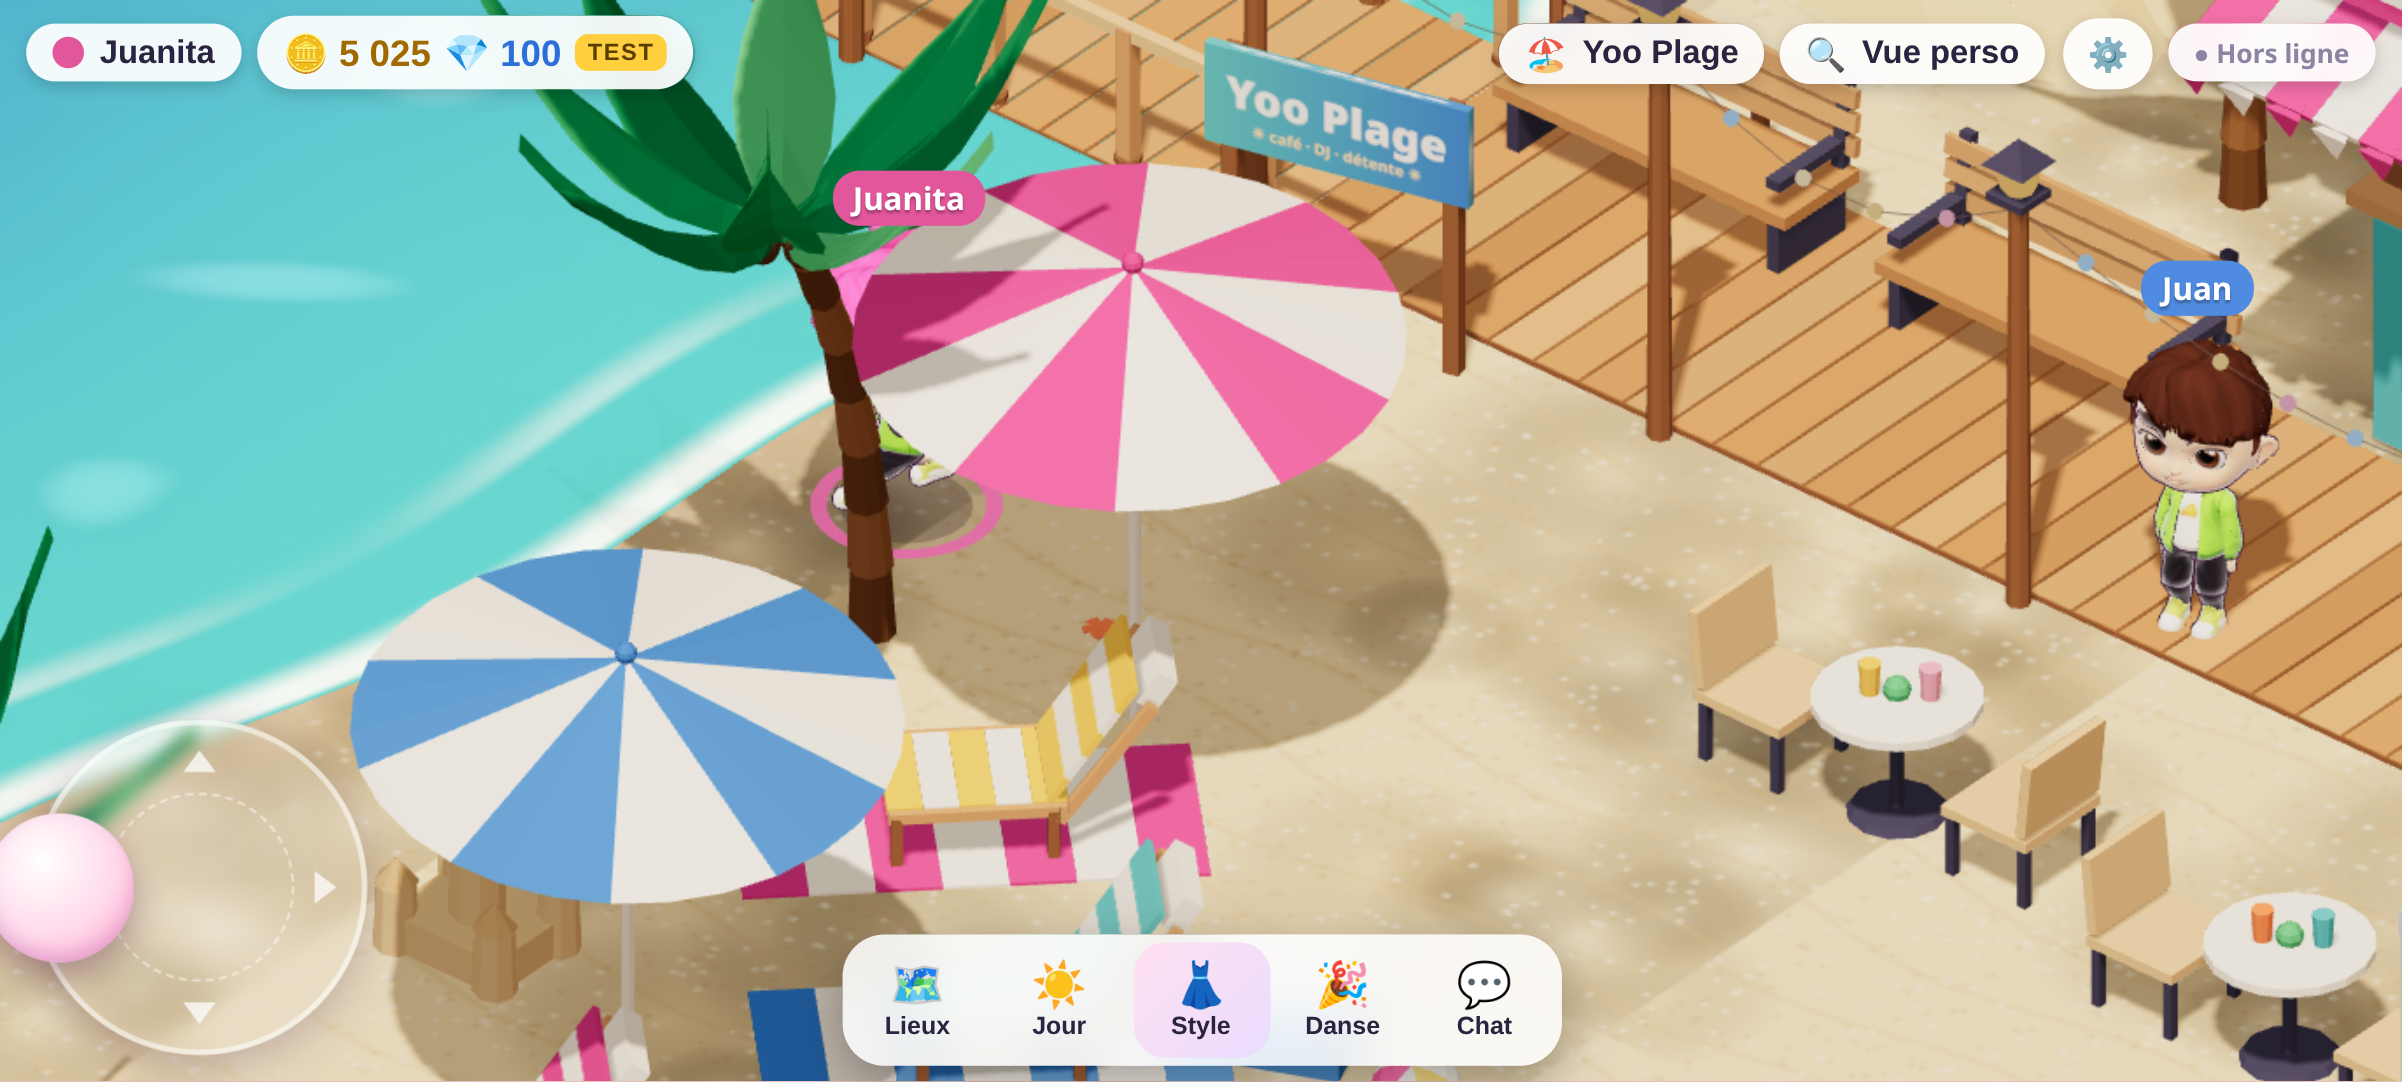 Juanita
5 025 100 TEST
Yoo Plage
Vue perso
Hors ligne
Yoo Plage
café · DJ · détente
Juanita
Juan
Lieux
Jour
Style
Danse
Chat